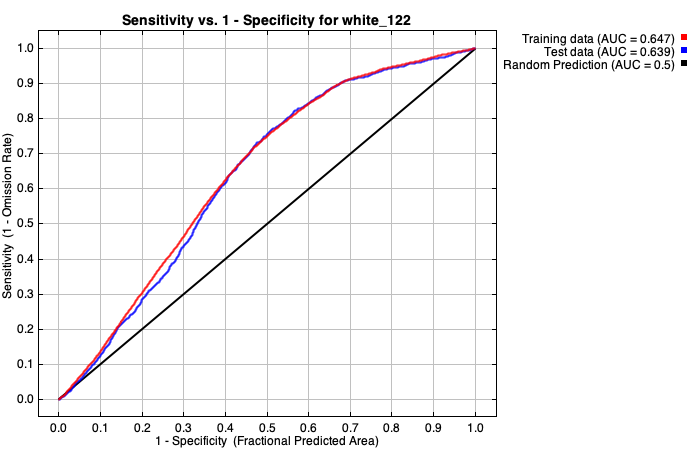 Sensitivity vs. 1 - Specificity for white_122
Training data (AUC = 0.647)
Test data (AUC = 0.639)
Random Prediction (AUC = 0.5)
Sensitivity (1 - Omission Rate)
1.0
0.9
0.8
0.7
0.6
0.5
0.4
0.3
0.2
0.1
0.0
0.0 0.1 0.2 0.3 0.4 0.5 0.6 0.7 0.8 0.9 1.0
1 - Specificity (Fractional Predicted Area)